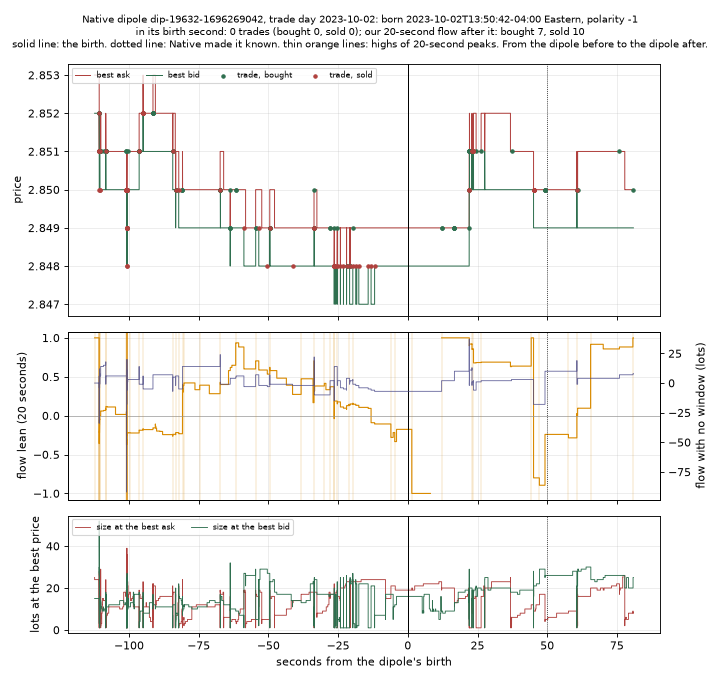 Native dipole dip-19632-1696269042, trade day 2023-10-02: born 2023-10-02T13:50:42-04:00 Eastern, polarity -1
in its birth second: 0 trades (bought 0, sold 0); our 20-second flow after it: bought 7, sold 10
solid line: the birth. dotted line: Native made it known. thin orange lines: highs of 20-second peaks. From the dipole before to the dipole after.
best ask
best bid
trade, bought
trade, sold
2.853
2.852
2.851
2.850
2.849
2.848
2.847
price
1.0
0.5
0.0
−0.5
−1.0
flow lean (20 seconds)
25
0
−25
−50
−75
flow with no window (lots)
size at the best ask
size at the best bid
40
20
0
lots at the best price
−100
−75
−50
−25
0
25
50
75
seconds from the dipole's birth